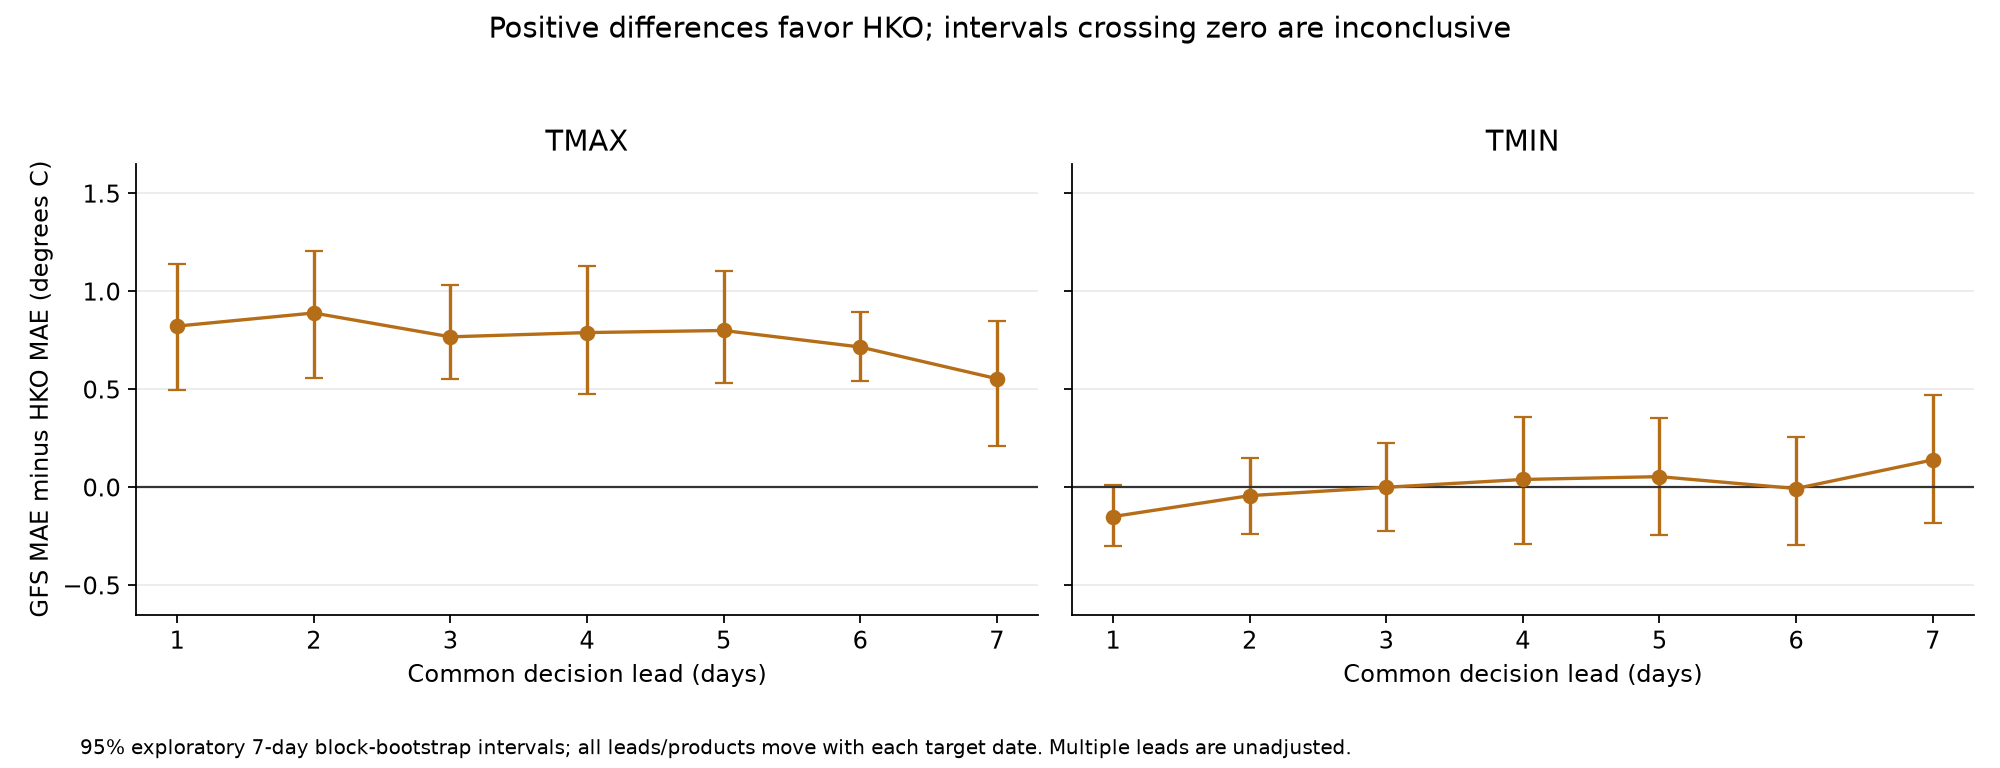 Positive differences favor HKO; intervals crossing zero are inconclusive
TMAX
TMIN
GFS MAE minus HKO MAE (degrees C)
1.5
1.0
0.5
0.0
−0.5
1 2 3 4 5 6 7
1 2 3 4 5 6 7
Common decision lead (days)
Common decision lead (days)
95% exploratory 7-day block-bootstrap intervals; all leads/products move with each target date. Multiple leads are unadjusted.